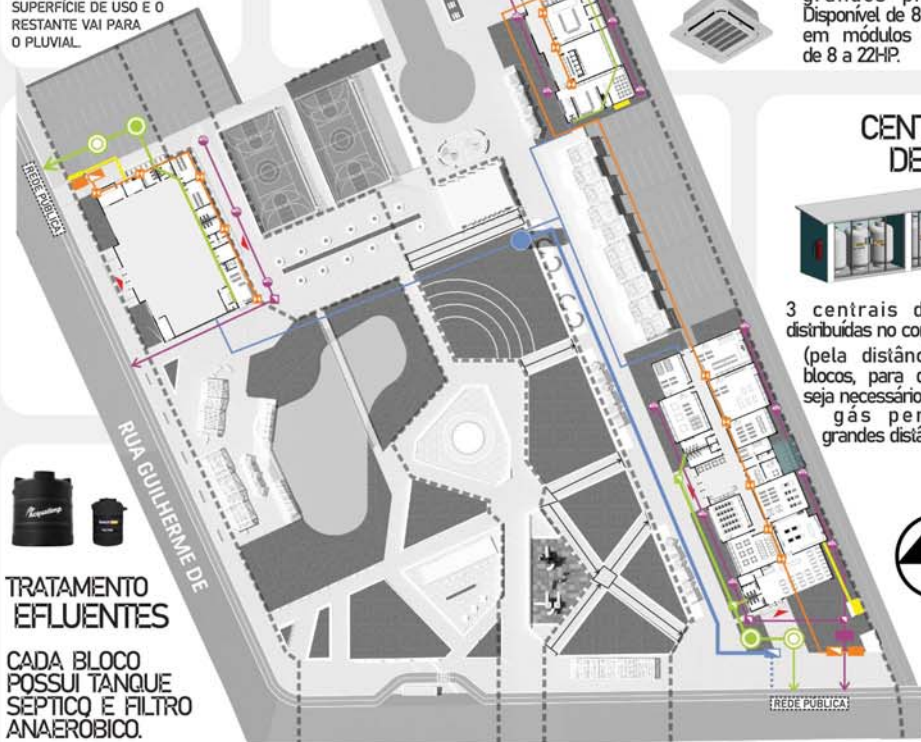 SUPERFÍCIE DE USO E O
RESTANTE VAI PARA
O PLUVIAL.
Disponível de 8
em módulos
de 8 a 22HP.
REDE PÚBLICA
CENT
DE
3 centrais d
distribuídas no co
(pela distânc
blocos, para
seja necessário
gás per
grandes distâ
RUA GUILHERME DE
Acqualimp
TRATAMENTO
EFLUENTES
CADA BLOCO
POSSUI TANQUE
SÉPTICO E FILTRO
ANAERÓBICO.
REDE PÚBLICA